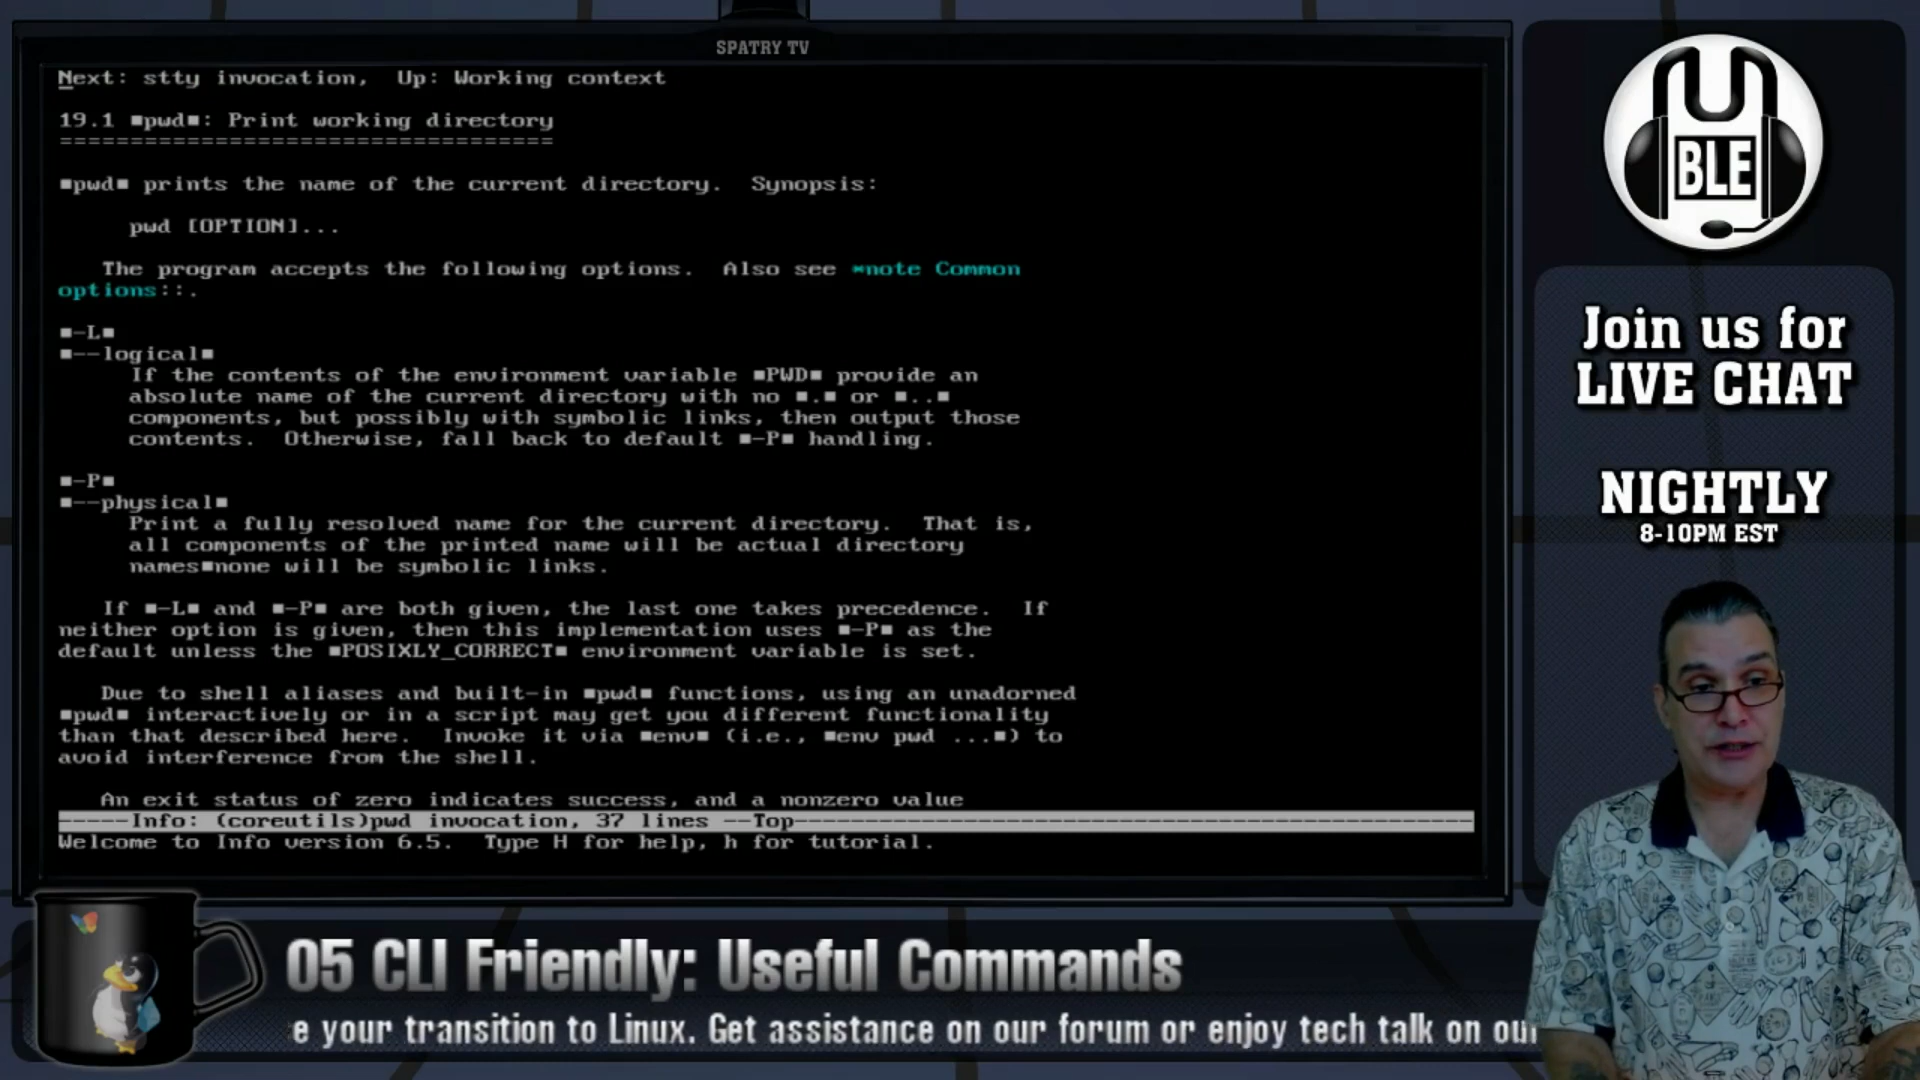 SPATRY TV
Next: stty invocation,  Up: Working context
19.1 ■pwd■: Print working directory
===================================
■pwd■ prints the name of the current directory.  Synopsis:
pwd [OPTION]...
The program accepts the following options.  Also see *note Common
options::.
■-L■
■--logical■
If the contents of the environment variable ■PWD■ provide an
absolute name of the current directory with no ■.■ or ■..■
components, but possibly with symbolic links, then output those
contents.  Otherwise, fall back to default ■-P■ handling.
■-P■
■--physical■
Print a fully resolved name for the current directory.  That is,
all components of the printed name will be actual directory
names■none will be symbolic links.
If ■-L■ and ■-P■ are both given, the last one takes precedence.  If
neither option is given, then this implementation uses ■-P■ as the
default unless the ■POSIXLY_CORRECT■ environment variable is set.
Due to shell aliases and built-in ■pwd■ functions, using an unadorned
■pwd■ interactively or in a script may get you different functionality
than that described here.  Invoke it via ■env■ (i.e., ■env pwd ...■) to
avoid interference from the shell.
An exit status of zero indicates success, and a nonzero value
-----Info: (coreutils)pwd invocation, 37 lines --Top------------------------------------------------
Welcome to Info version 6.5.  Type H for help, h for tutorial.
BLE
Join us for
LIVE CHAT
NIGHTLY
8-10PM EST
05 CLI Friendly: Useful Commands
e your transition to Linux. Get assistance on our forum or enjoy tech talk on our